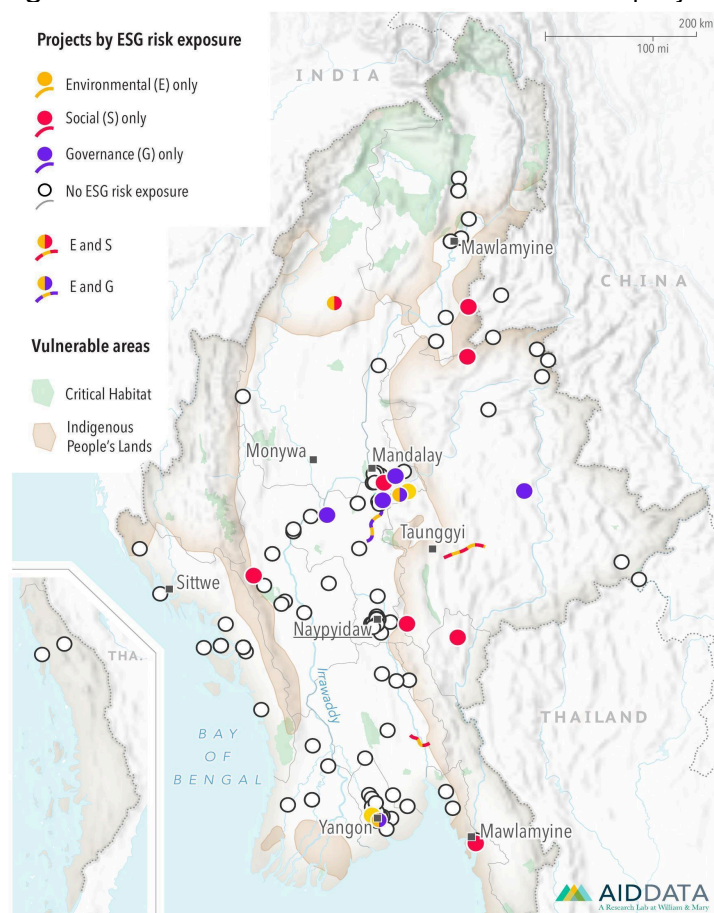 200 km
100 mi
Projects by ESG risk exposure
Environmental (E) only
Social (S) only
Governance (G) only
No ESG risk exposure
E and S
E and G
Vulnerable areas
Critical Habitat
Indigenous
People's Lands
INDIA
CHINA
Mawlamyine
Monywa
Mandalay
Taunggyi
Sittwe
Naypyidaw
Irrawaddy
THA..
THAILAND
BAY
OF
BENGAL
Yangon
Mawlamyine
AIDDATA
A Research Lab at William & Mary